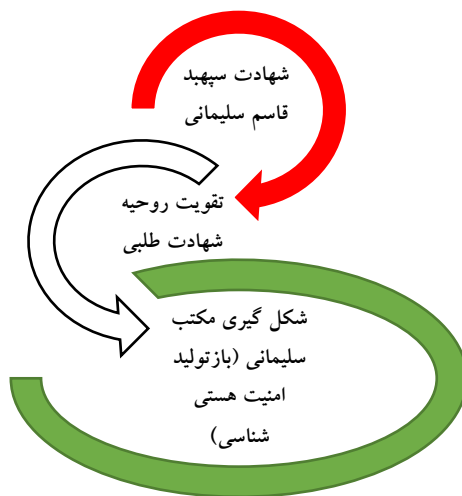 شهادت سپهبد
قاسم سلیمانی
تقویت روحیه
شهادت طلبی
شکل گیری مکتب
سلیمانی (بازتولید
امنیت هستی
شناسی)